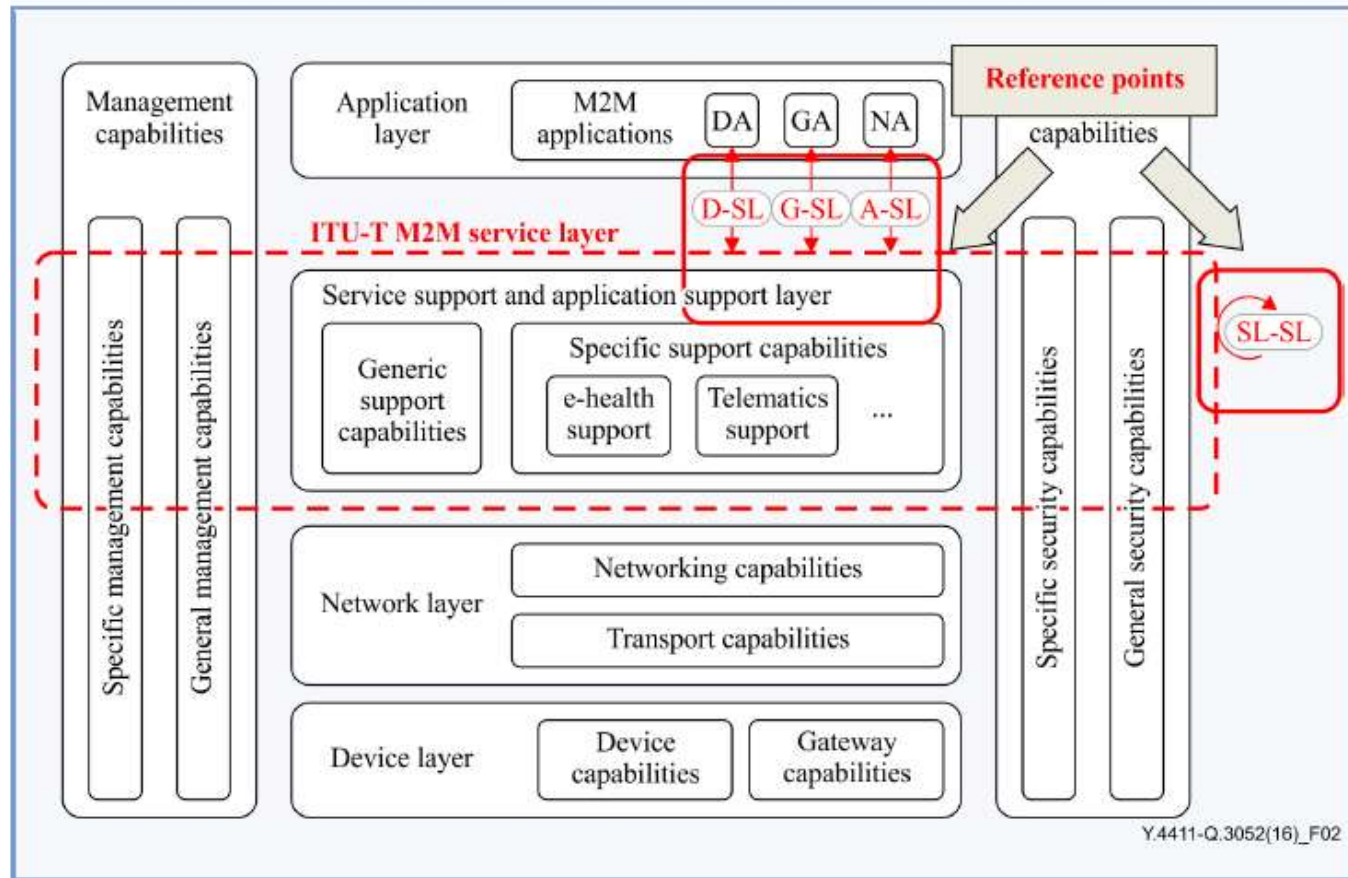 Management
capabilities
Application
layer
M2M
applications
DA
GA
NA
Reference points
capabilities
D-SL
G-SL
A-SL
ITU-T M2M service layer
Service support and application support layer
Generic
support
capabilities
Specific support capabilities
e-health
support
Telematics
support
...
SL-SL
Specific management capabilities
General management capabilities
Specific security capabilities
General security capabilities
Network layer
Networking capabilities
Transport capabilities
Device layer
Device
capabilities
Gateway
capabilities
Y.4411-Q.3052(16)_F02